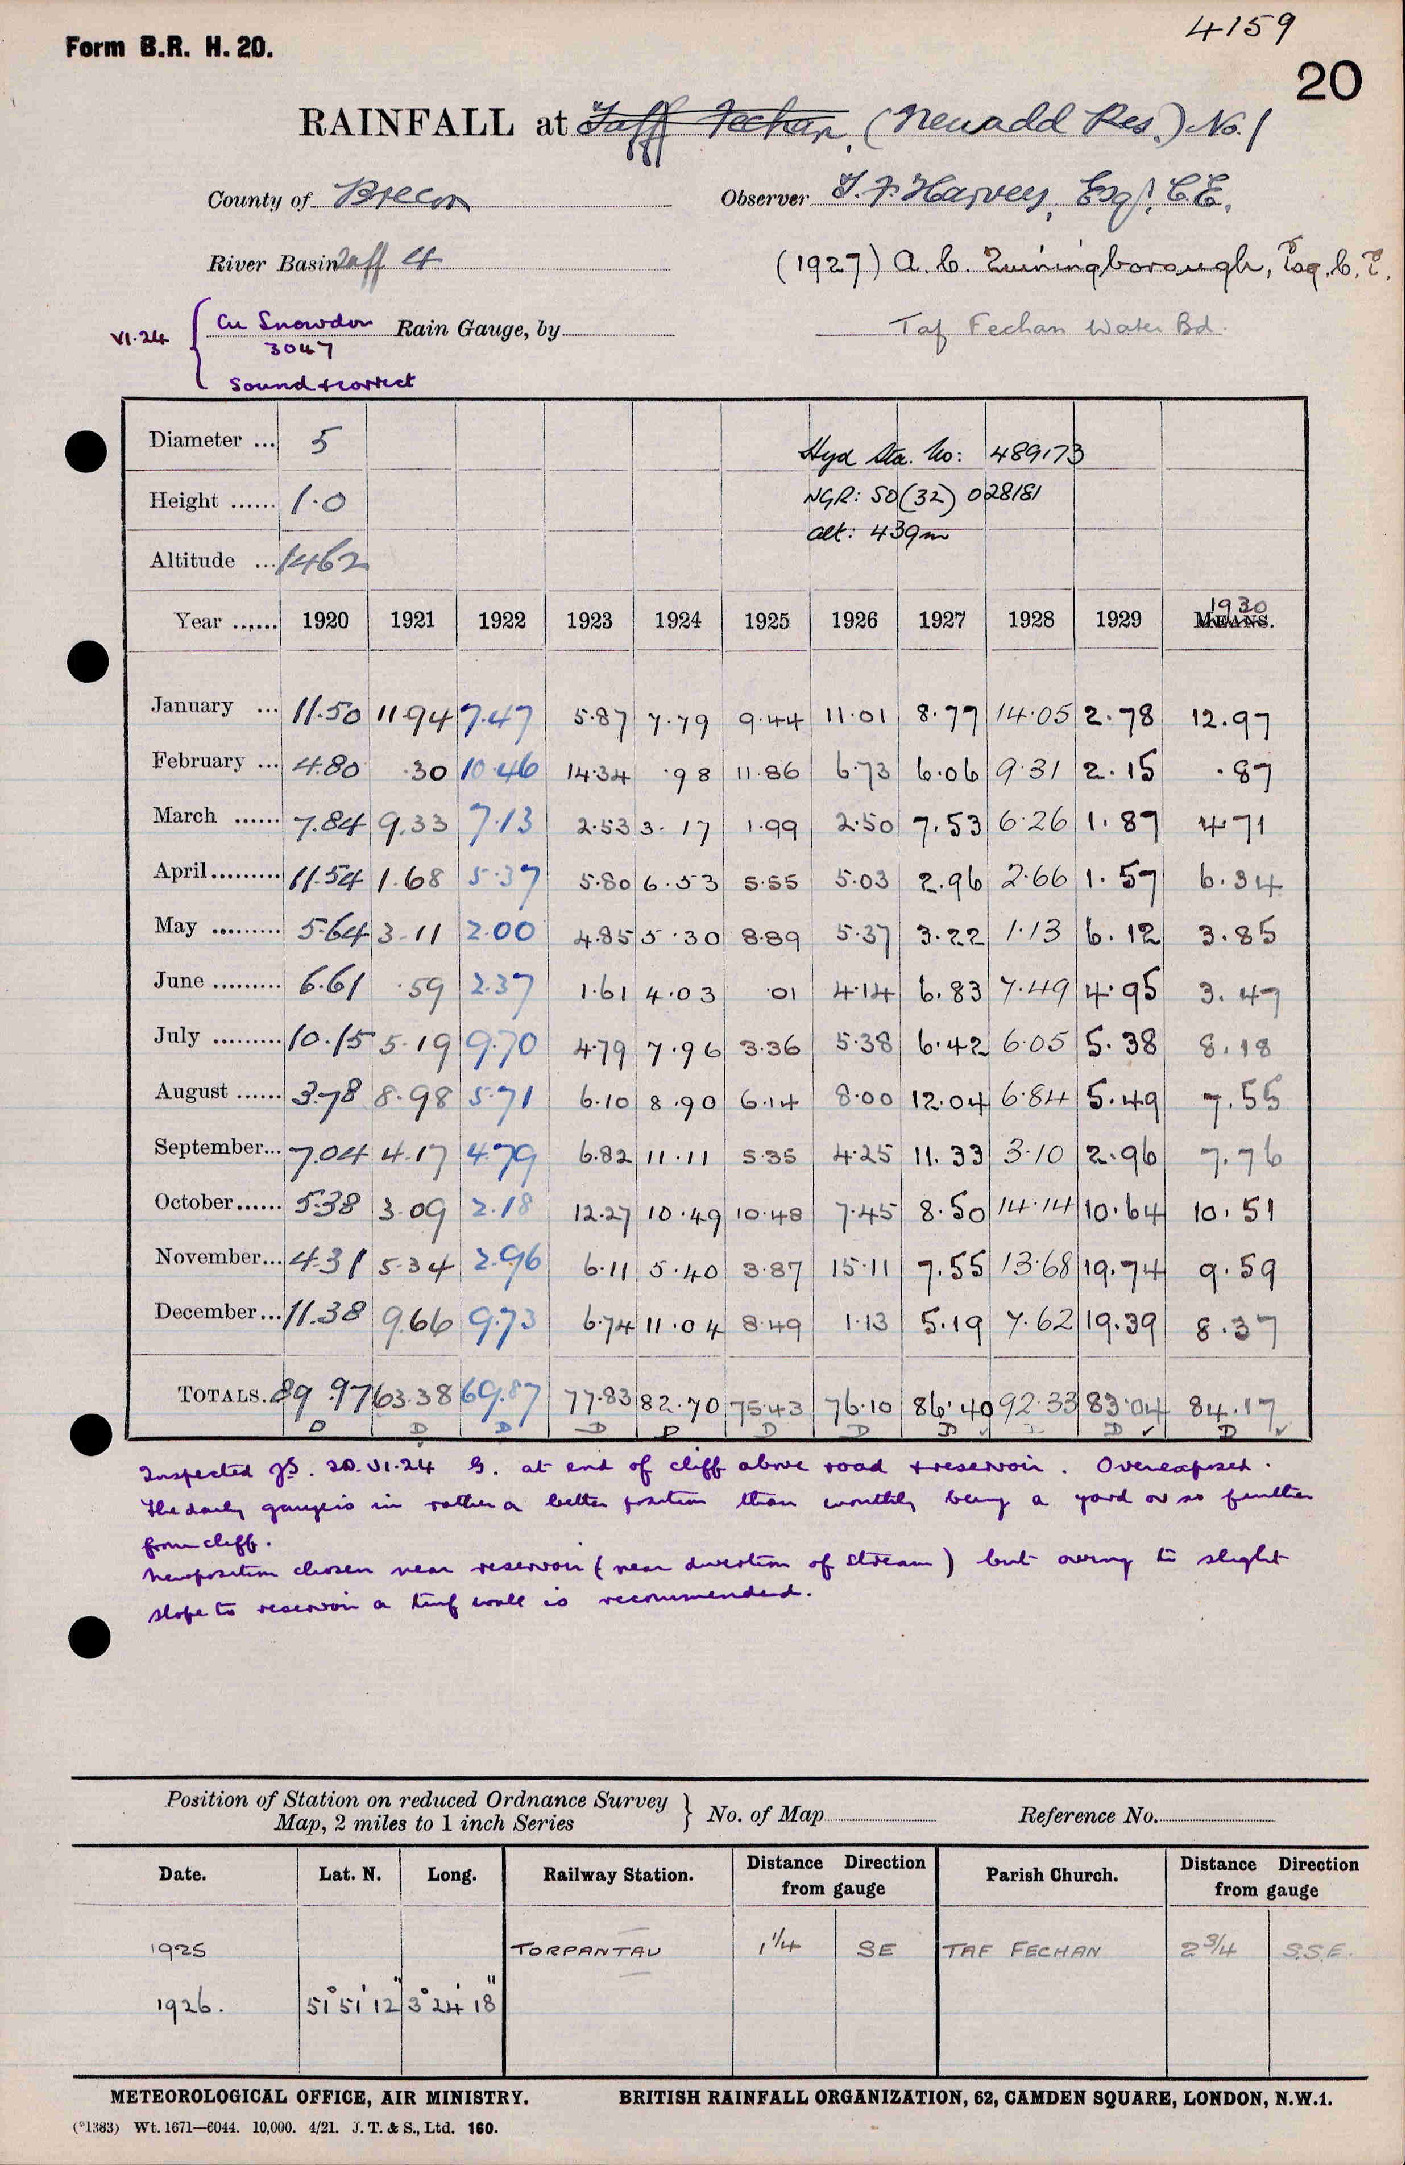 4159
Form B.R. H. 20.
20
RAINFALL at Taff Fechan, (Neuadd Res.) No. 1
County of Brecon Observer T. F. Harvey, Esq., C.E.
River Basin Taff 4 (1927) A. C. Esq. C.E.
VI.24 { Cu Snowdon Rain Gauge, by Taf Fechan Water Bd.
3047
Sound & correct
Diameter ... 5 Hyd Sta. No: 489173
Height ...... 1.0 NGR: SO (32) 028181
alt: 439m
Altitude ... 1462
Year ...... 1920 1921 1922 1923 1924 1925 1926 1927 1928 1929 1930 MEANS.
January ... 11.50 11.94 7.47 5.87 7.79 9.44 11.01 8.77 14.05 2.78 12.97
February ... 4.80 .30 10.46 14.34 .98 11.86 6.73 6.06 9.31 2.15 .87
March ...... 7.84 9.33 7.13 2.53 3.17 1.99 2.50 7.53 6.26 1.87 4.71
April......... 11.54 1.68 5.37 5.80 6.53 5.55 5.03 2.96 2.66 1.57 6.34
May ......... 5.64 3.11 2.00 4.85 5.30 8.89 5.37 3.22 1.13 6.12 3.85
June ......... 6.61 .59 2.37 1.61 4.03 .01 4.14 6.83 7.49 4.95 3.47
July ......... 10.15 5.19 9.70 4.79 7.96 3.36 5.38 6.42 6.05 5.38 8.18
August ...... 3.78 8.98 5.71 6.10 8.90 6.14 8.00 12.04 6.84 5.49 7.55
September... 7.04 4.17 4.79 6.82 11.11 5.35 4.25 11.33 3.10 2.96 7.76
October...... 5.38 3.09 2.18 12.27 10.49 10.48 7.45 8.50 14.14 10.64 10.51
November... 4.31 5.34 2.96 6.11 5.40 3.87 15.11 7.55 13.68 19.74 9.59
December ... 11.38 9.66 9.73 6.74 11.04 8.49 1.13 5.19 7.62 19.39 8.37
TOTALS. 89.97 63.38 69.87 77.83 82.70 75.43 76.10 86.40 92.33 83.04 84.17
D D D D D D D D D D
Inspected 20.VI.24 G. at end of cliff above road & reservoir. Overexposed.
The daily gauge is in rather a better position than monthly being a yard or so further
from cliff.
New position chosen near reservoir (near diversion of stream) but owing to slight
slope to reservoir a turf wall is recommended.
Position of Station on reduced Ordnance Survey
Map, 2 miles to 1 inch Series } No. of Map Reference No.
Date. Lat. N. Long. Railway Station. Distance Direction from gauge Parish Church. Distance Direction from gauge
1925 TORPANTAU 1 1/4 SE TAF FECHAN 2 3/4 S.S.E.
1926. 51° 51' 12" 3° 24' 18"
METEOROLOGICAL OFFICE, AIR MINISTRY. BRITISH RAINFALL ORGANIZATION, 62, CAMDEN SQUARE, LONDON, N.W.1.
(*1383) Wt. 1671—6044. 10,000. 4/21. J. T. & S., Ltd. 160.